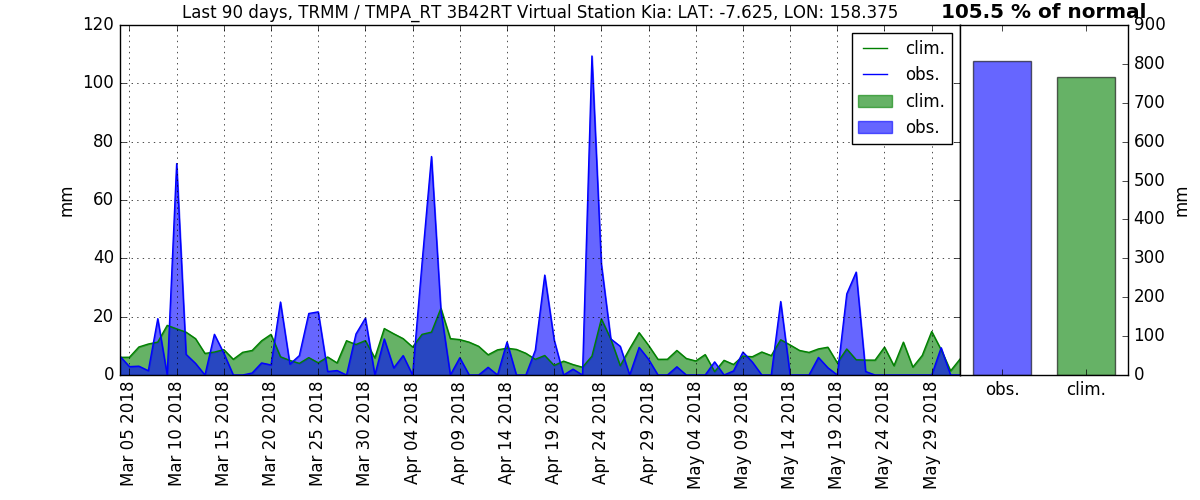 Last 90 days, TRMM / TMPA_RT 3B42RT Virtual Station Kia: LAT: -7.625, LON: 158.375
105.5 % of normal
mm
120
100
80
60
40
20
0
clim.
obs.
clim.
obs.
Mar 05 2018
Mar 10 2018
Mar 15 2018
Mar 20 2018
Mar 25 2018
Mar 30 2018
Apr 04 2018
Apr 09 2018
Apr 14 2018
Apr 19 2018
Apr 24 2018
Apr 29 2018
May 04 2018
May 09 2018
May 14 2018
May 19 2018
May 24 2018
May 29 2018
900
800
700
600
500
400
300
200
100
0
mm
obs.
clim.